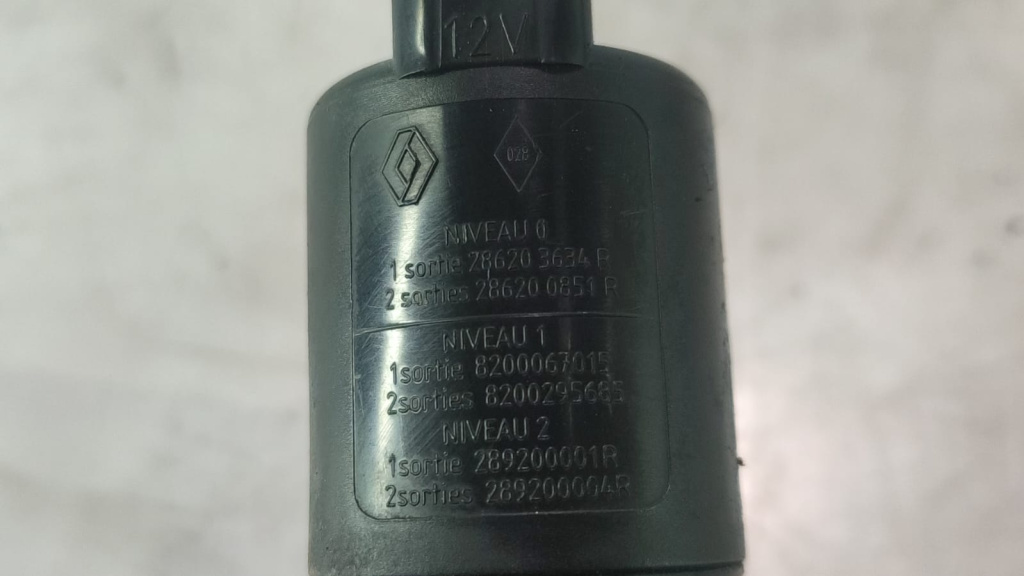 12V
028
NIVEAU 0
1 sortie 28620 3634 R
2 sorties 28620 0851 R
NIVEAU 1
1sortie 8200067015
2sorties 8200295685
NIVEAU 2
1sortie 289200001R
2sorties 289200004R